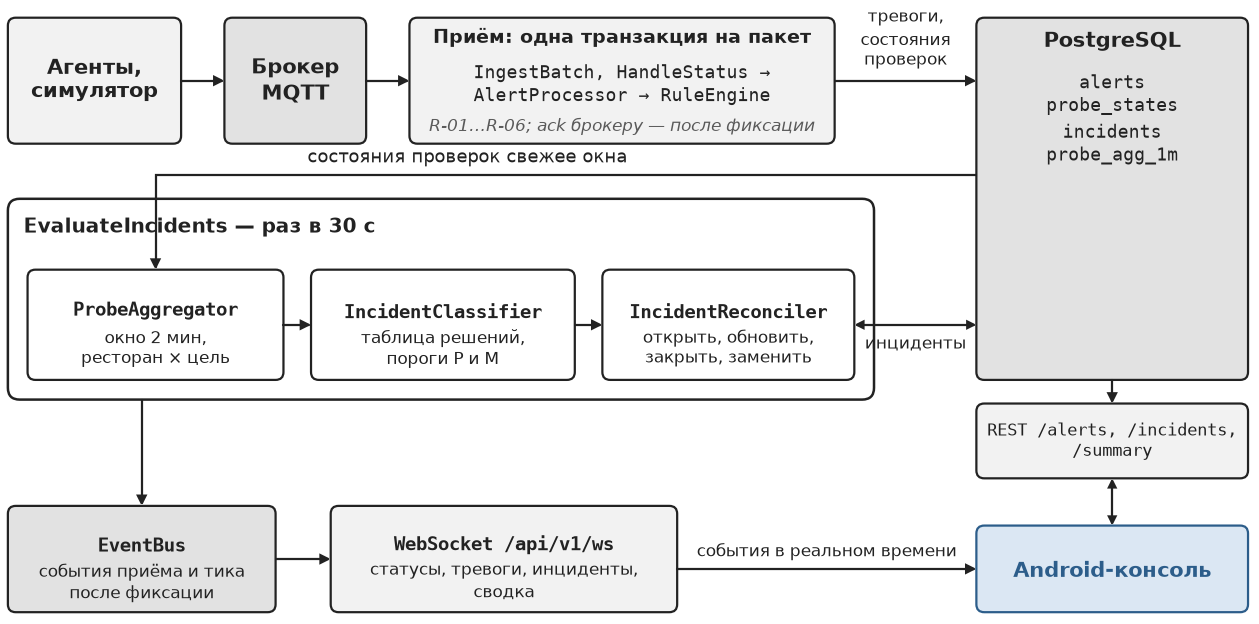 Агенты,
симулятор
Брокер
MQTT
Приём: одна транзакция на пакет
IngestBatch, HandleStatus →
AlertProcessor → RuleEngine
R-01…R-06; ack брокеру — после фиксации
тревоги,
состояния
проверок
PostgreSQL
alerts
probe_states
incidents
probe_agg_1m
состояния проверок свежее окна
EvaluateIncidents — раз в 30 с
ProbeAggregator
окно 2 мин,
ресторан × цель
IncidentClassifier
таблица решений,
пороги P и M
IncidentReconciler
открыть, обновить,
закрыть, заменить
инциденты
REST /alerts, /incidents,
/summary
EventBus
события приёма и тика
после фиксации
WebSocket /api/v1/ws
статусы, тревоги, инциденты,
сводка
события в реальном времени
Android-консоль